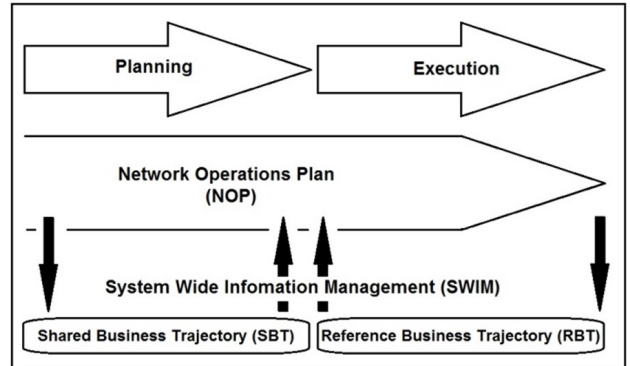 Planning
Execution
Network Operations Plan
(NOP)
System Wide Infomation Management (SWIM)
Shared Business Trajectory (SBT)
Reference Business Trajectory (RBT)